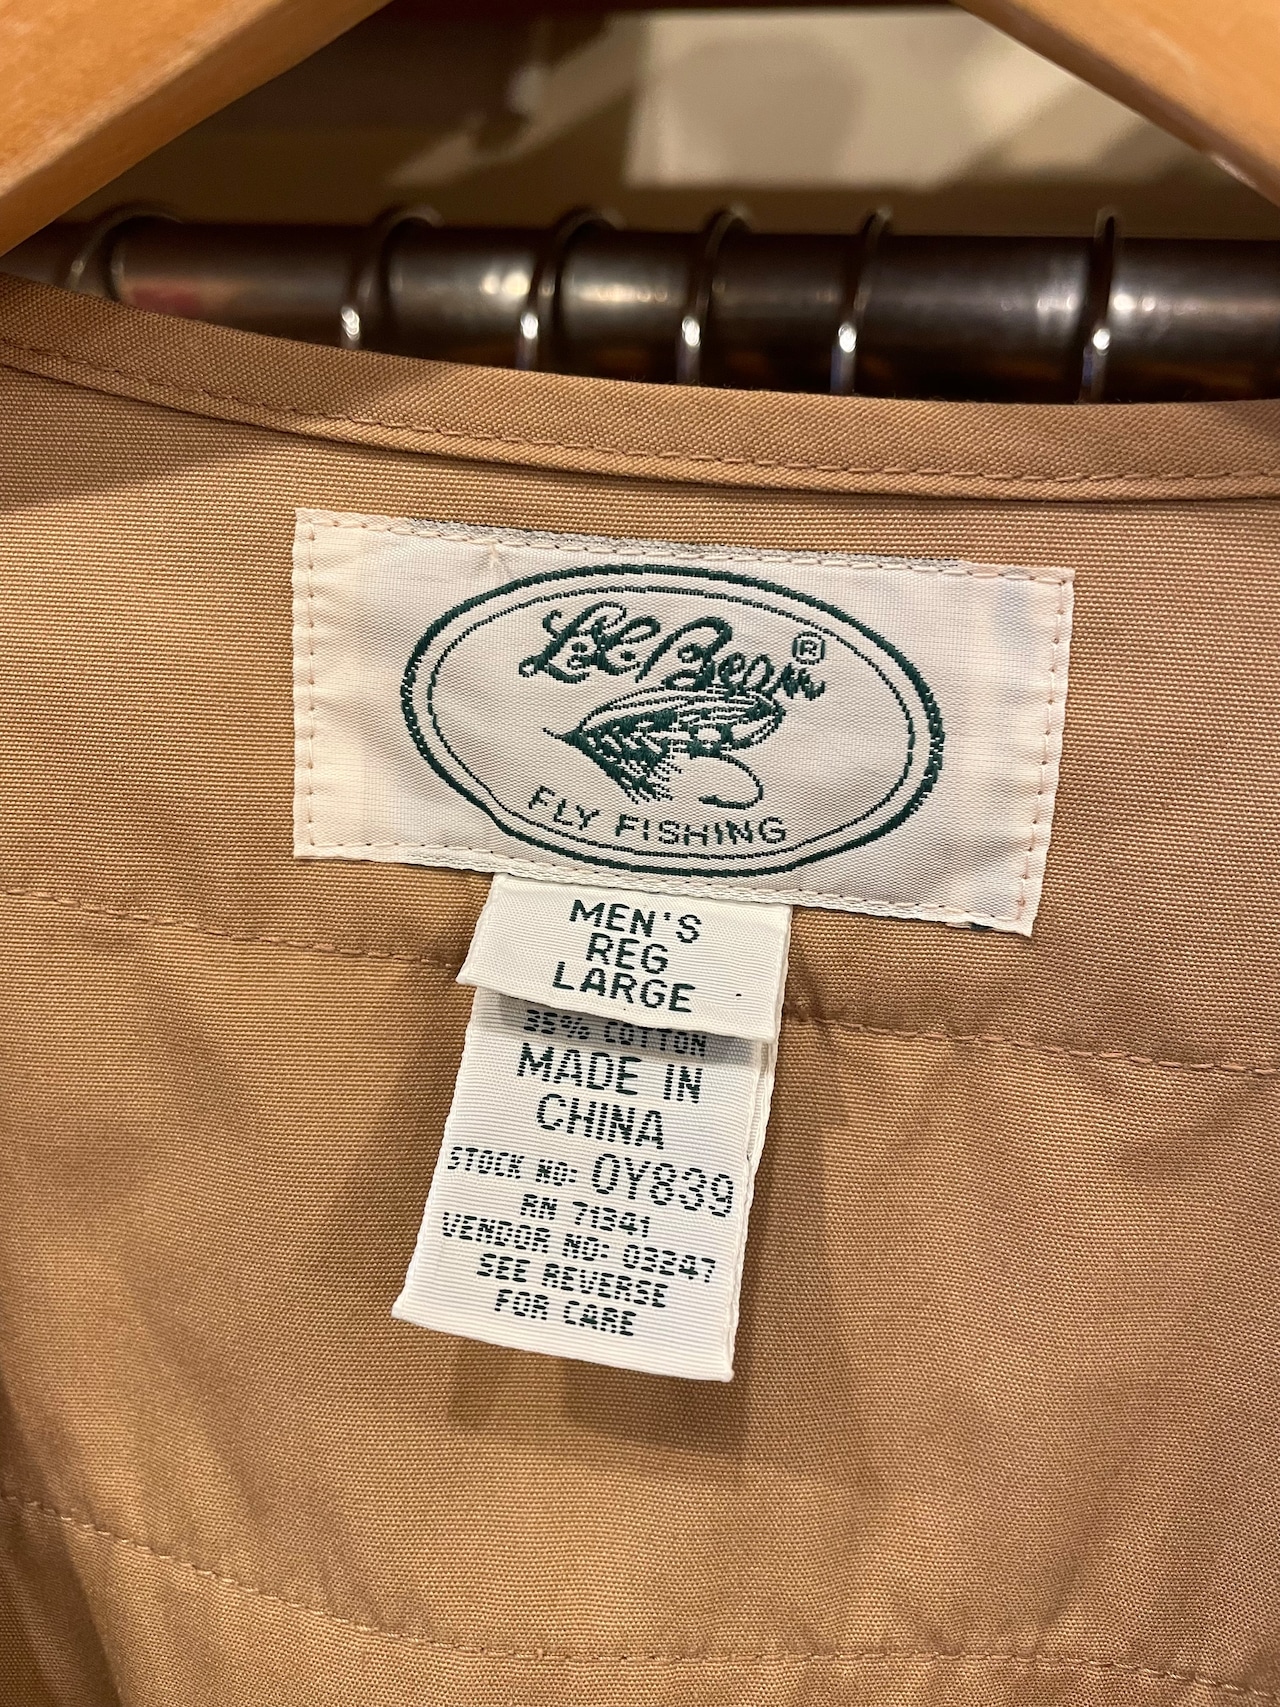 L.L.Bean ®
FLY FISHING
MEN'S
REG
LARGE
35% COTTON
MADE IN
CHINA
STOCK NO: 0Y839
RN 71341
VENDOR NO: 03247
SEE REVERSE
FOR CARE